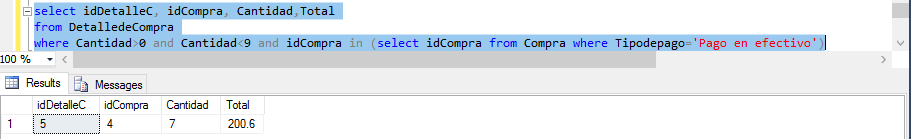 select idDetalleC, idCompra, Cantidad,Total
from DetalledeCompra
where Cantidad>0 and Cantidad<9 and idCompra in (select idCompra from Compra where Tipodepago='Pago en efectivo')
100 %
Results Messages
idDetalleC idCompra Cantidad Total
1 5 4 7 200.6